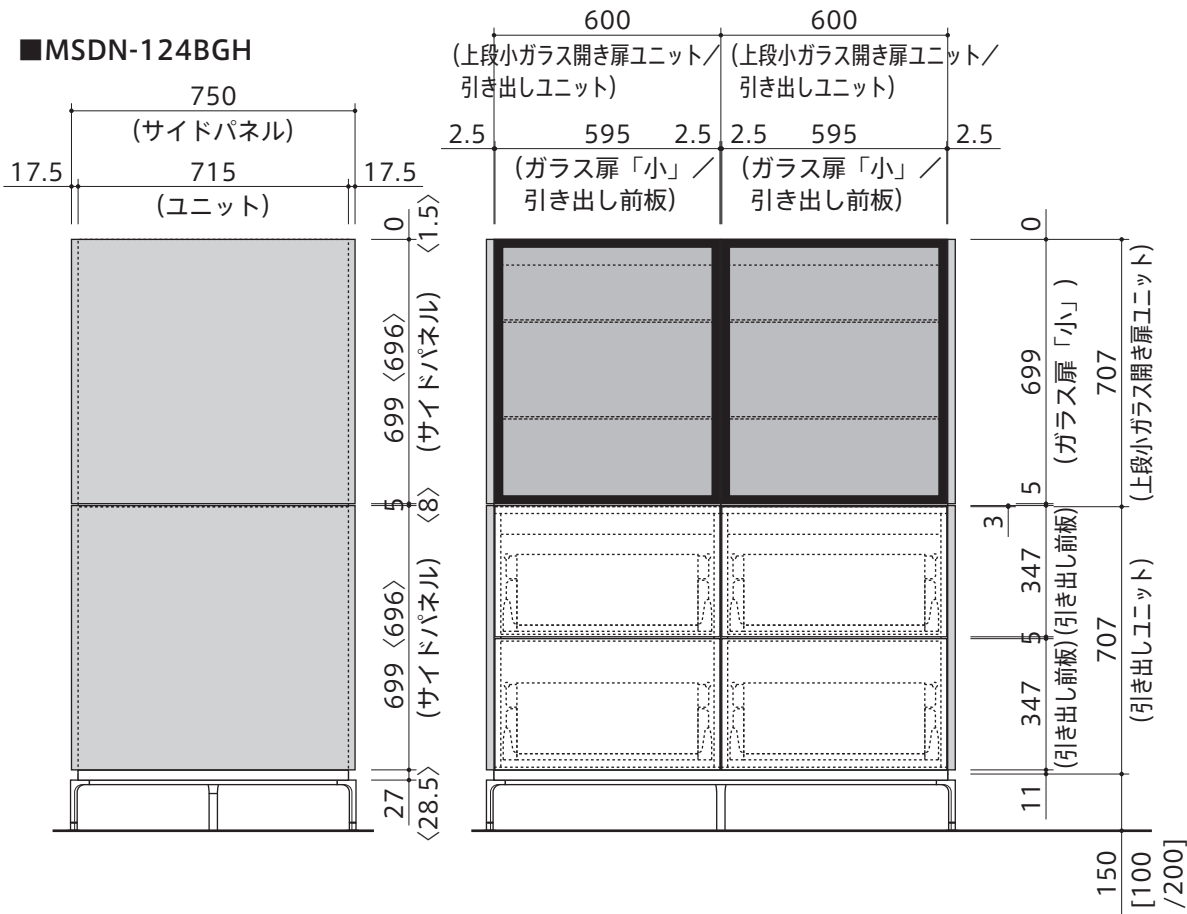 ■MSDN-124BGH
750
(サイドパネル)
17.5
715
17.5
(ユニット)
0
〈1.5〉
699〈696〉
(サイドパネル)
5
〈8〉
699〈696〉
(サイドパネル)
27
〈28.5〉
600
600
(上段小ガラス開き扉ユニット/
引き出しユニット)
(上段小ガラス開き扉ユニット/
引き出しユニット)
2.5
595
2.5
2.5
595
2.5
(ガラス扉「小」/
引き出し前板)
(ガラス扉「小」/
引き出し前板)
0
699
(ガラス扉「小」)
707
(上段小ガラス開き扉ユニット)
5
3
347
(引き出し前板)
5
347
(引き出し前板)
707
(引き出しユニット)
11
150
[100
/200]